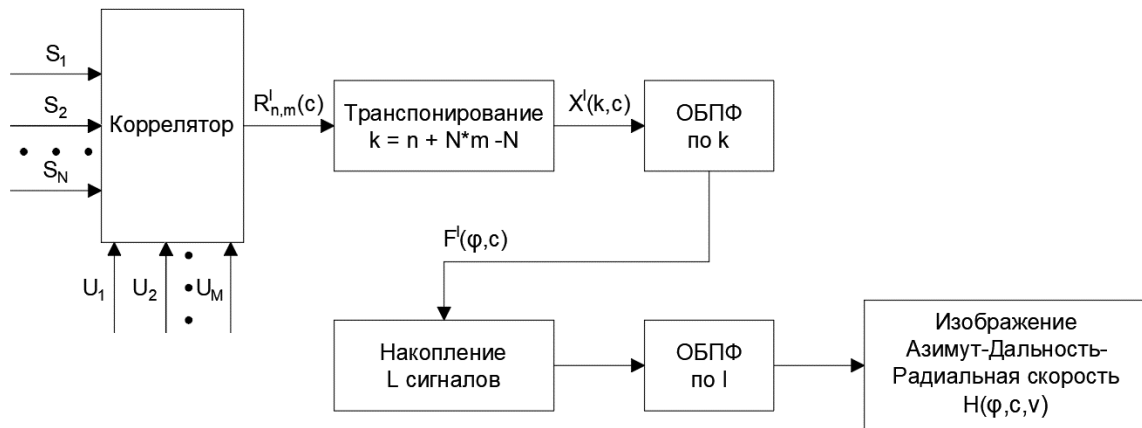 S1
S2
SN
Коррелятор
U1
U2
UM
R^l_n,m(c)
Транспонирование
k = n + N*m -N
X^l(k,c)
ОБПФ
по k
F^l(φ,c)
Накопление
L сигналов
ОБПФ
по l
Изображение
Азимут-Дальность-
Радиальная скорость
H(φ,c,v)